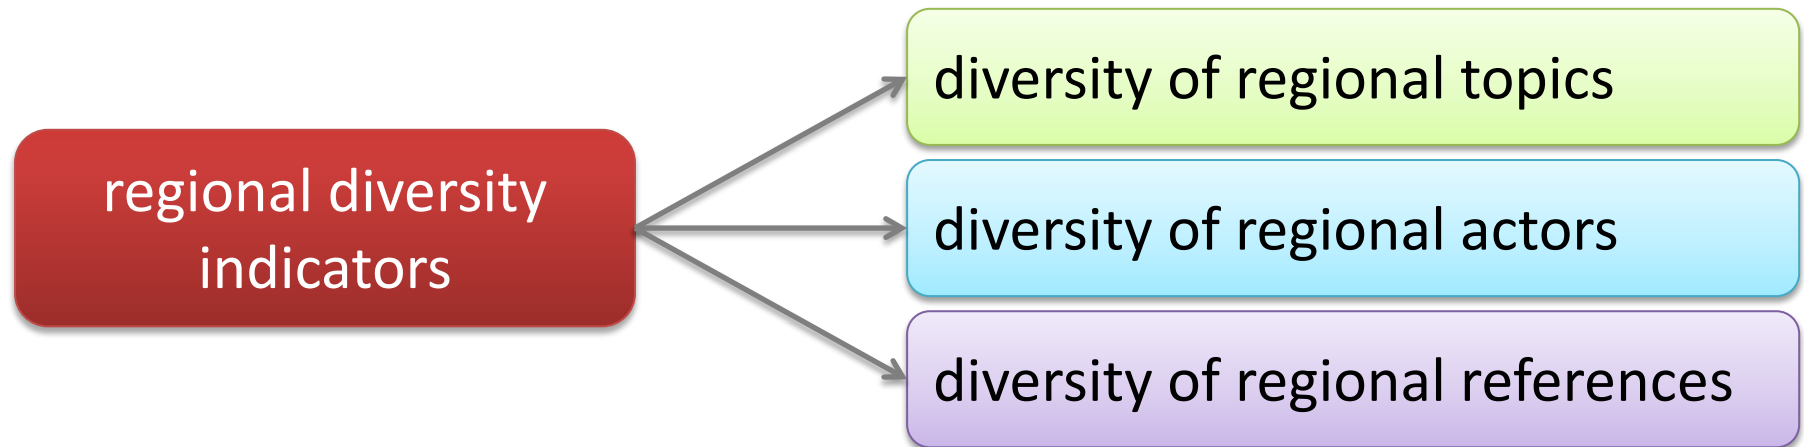 regional diversity
indicators
diversity of regional topics
diversity of regional actors
diversity of regional references